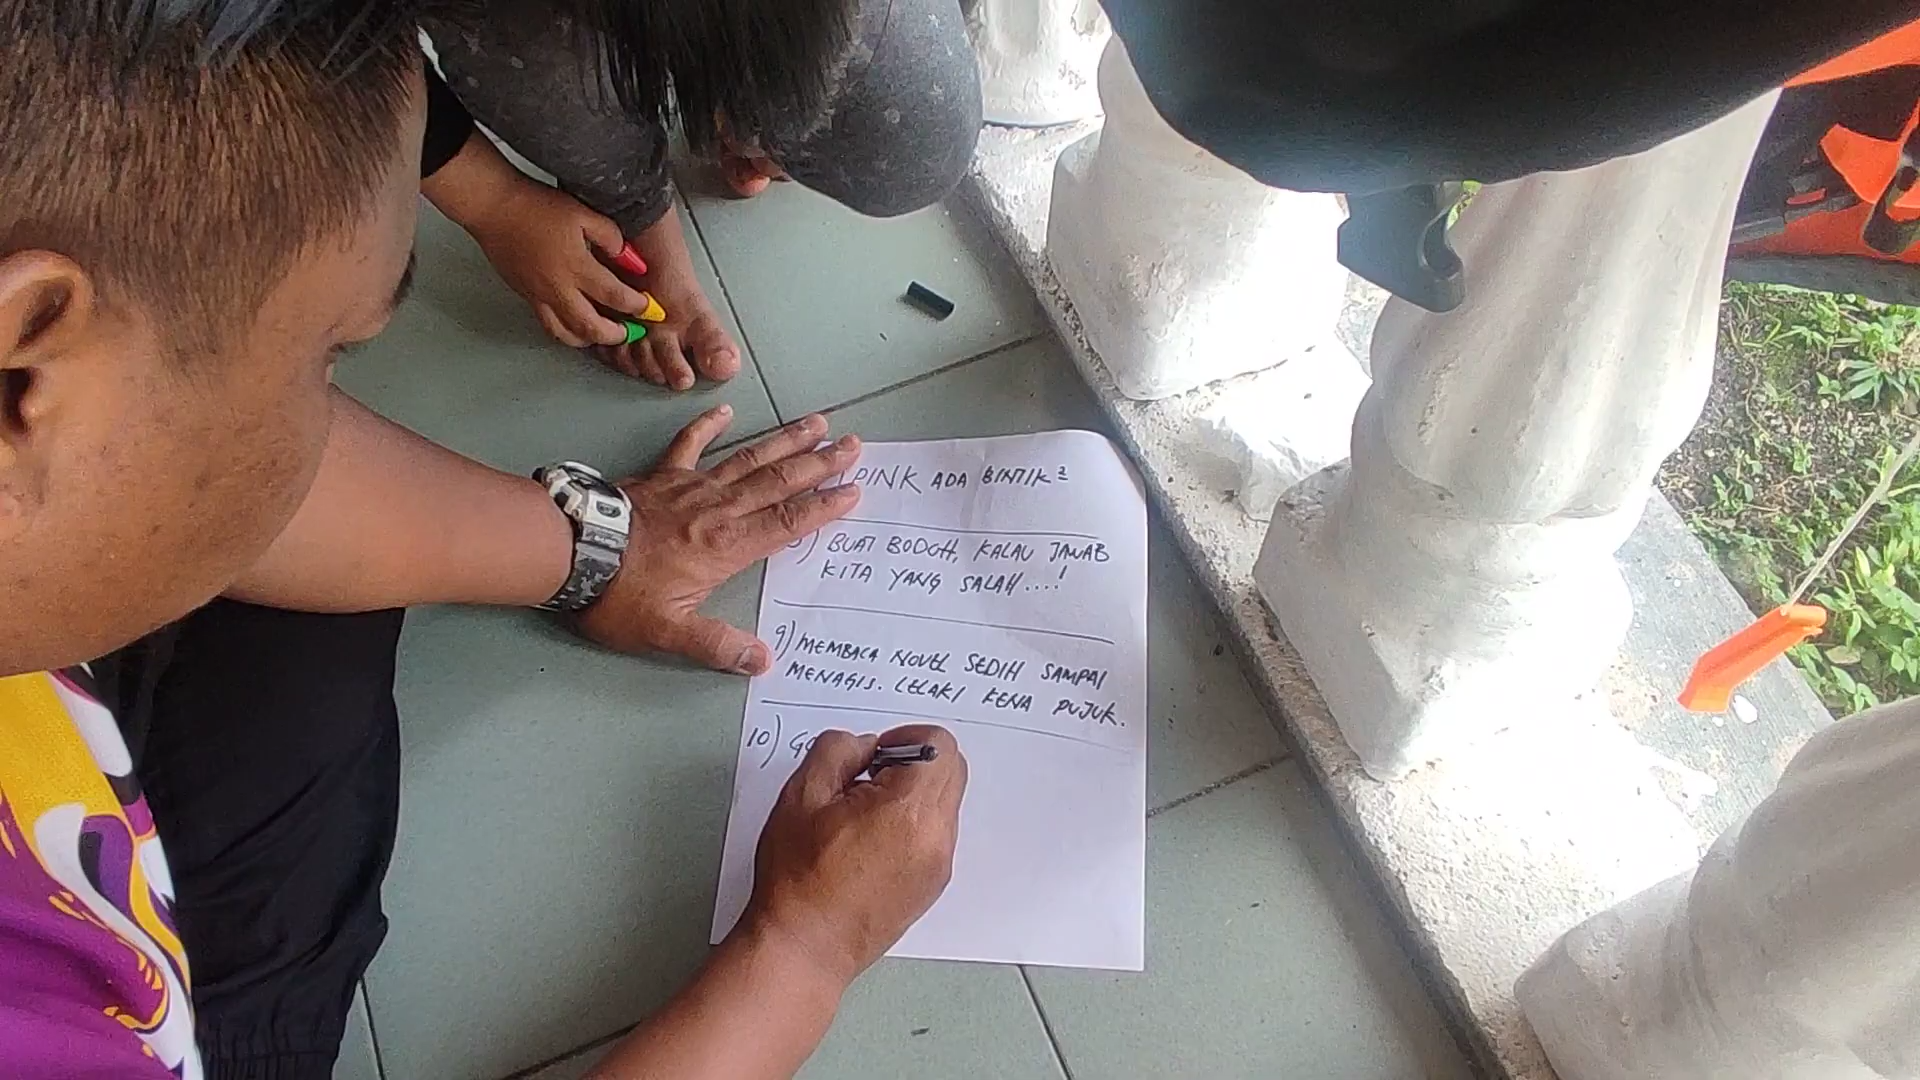 PINK ADA BINTIK²
) BUAT BODOH, KALAU JAWAB
KITA YANG SALAH....!
9) MEMBACA NOVEL SEDIH SAMPAI
MENAGIS. LELAKI KENA PUJUK.
10)